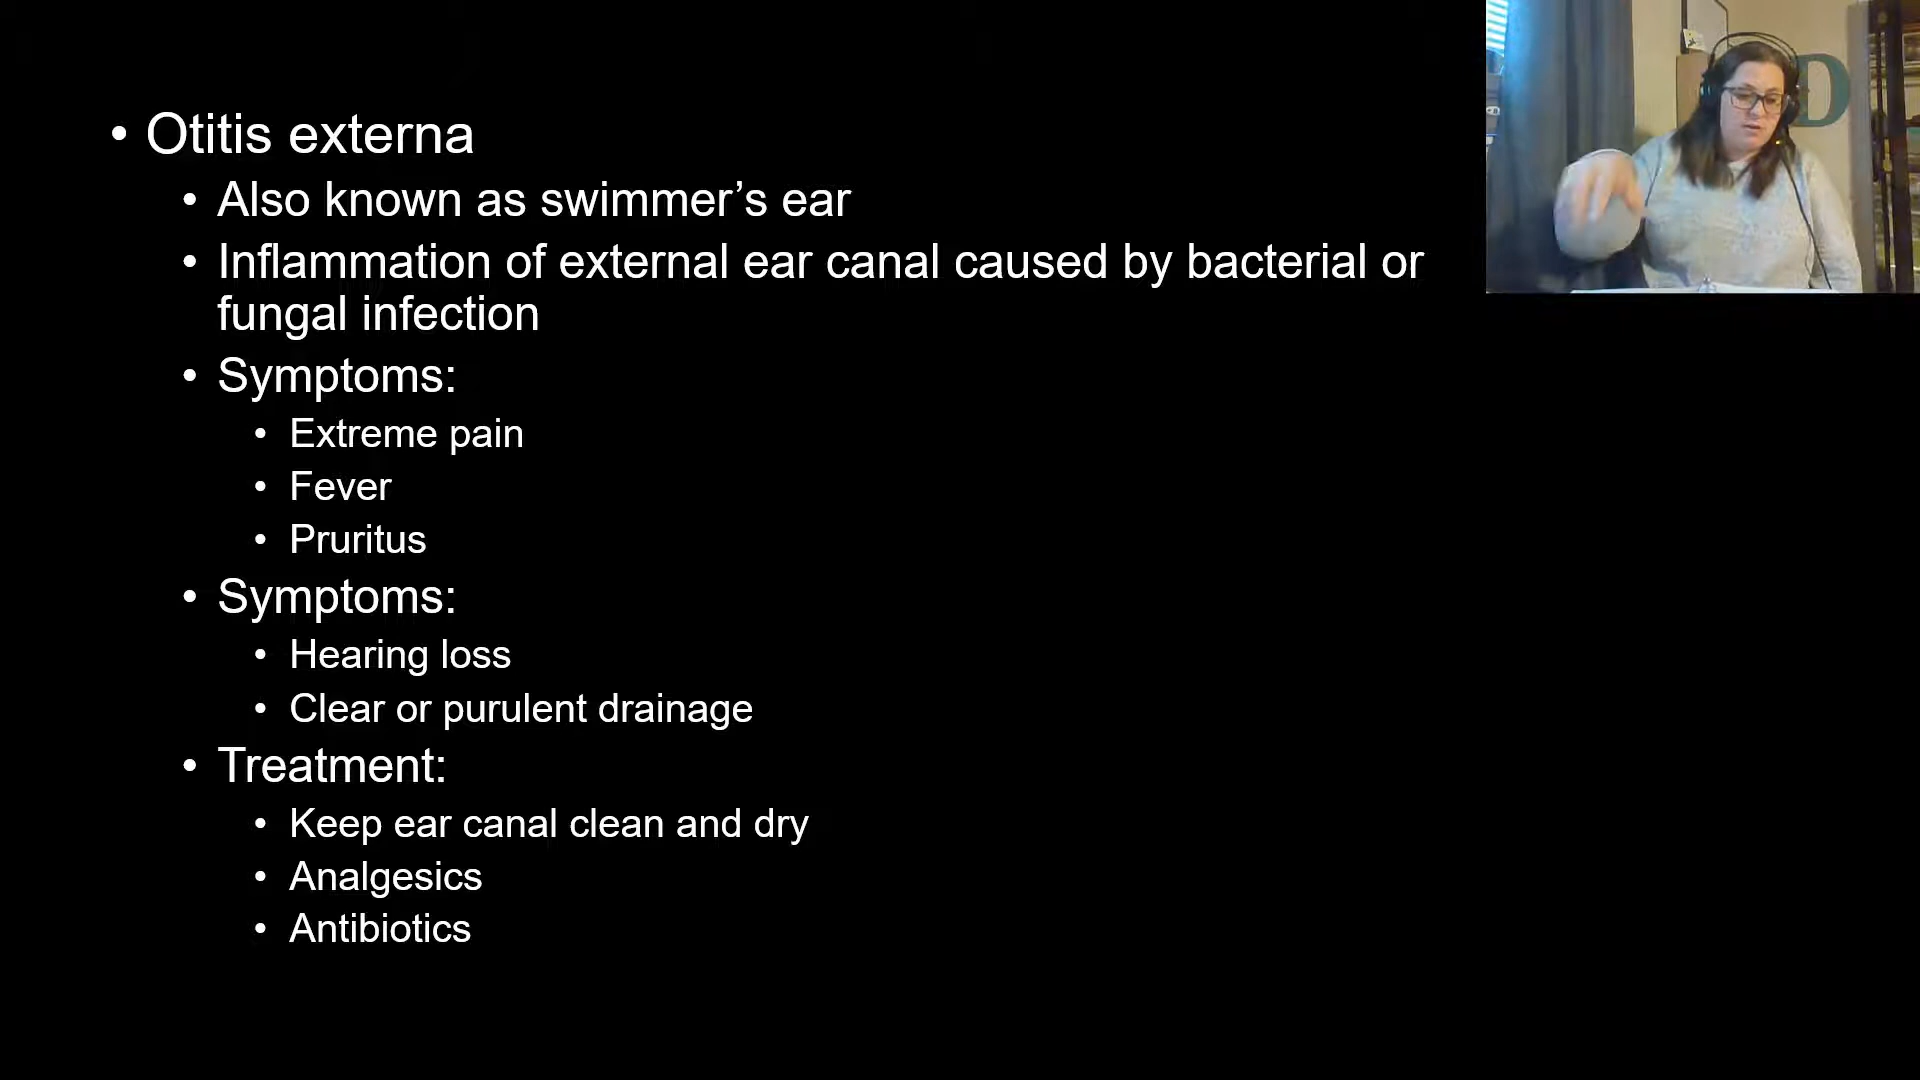 • Otitis externa
• Also known as swimmer’s ear
• Inflammation of external ear canal caused by bacterial or
fungal infection
• Symptoms:
• Extreme pain
• Fever
• Pruritus
• Symptoms:
• Hearing loss
• Clear or purulent drainage
• Treatment:
• Keep ear canal clean and dry
• Analgesics
• Antibiotics
D